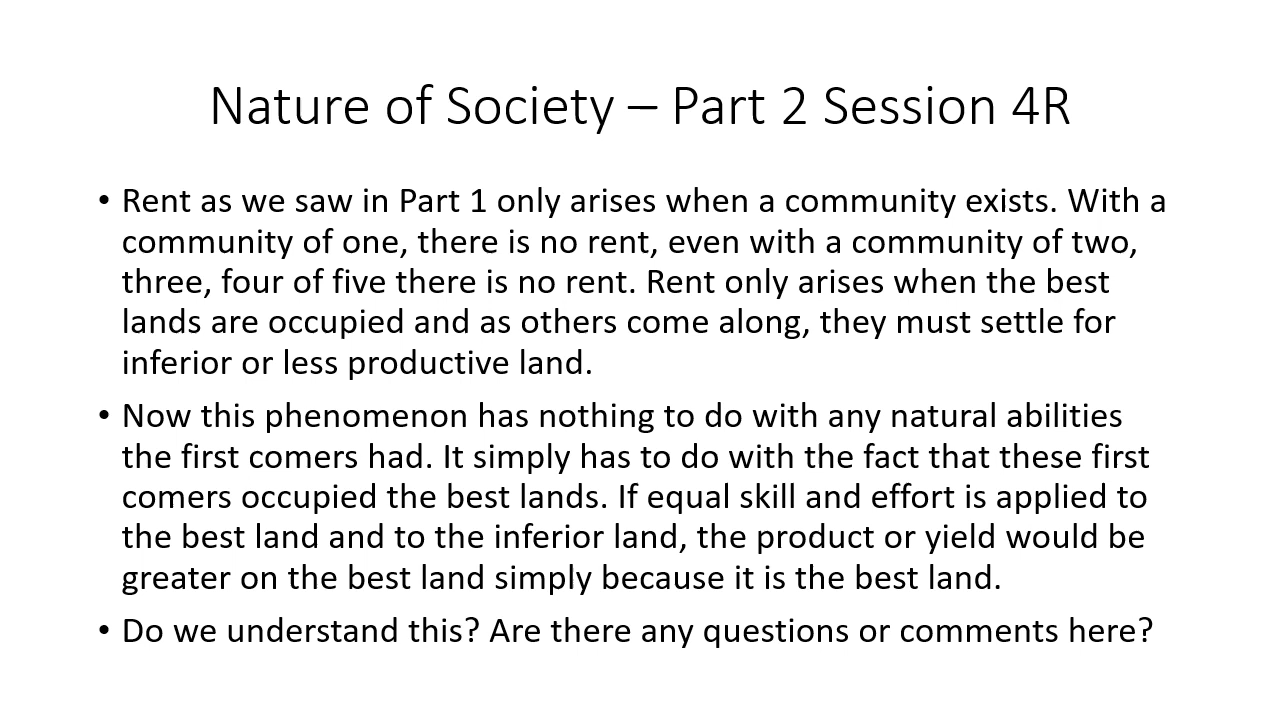 Nature of Society – Part 2 Session 4R
• Rent as we saw in Part 1 only arises when a community exists. With a
community of one, there is no rent, even with a community of two,
three, four of five there is no rent. Rent only arises when the best
lands are occupied and as others come along, they must settle for
inferior or less productive land.
• Now this phenomenon has nothing to do with any natural abilities
the first comers had. It simply has to do with the fact that these first
comers occupied the best lands. If equal skill and effort is applied to
the best land and to the inferior land, the product or yield would be
greater on the best land simply because it is the best land.
• Do we understand this? Are there any questions or comments here?